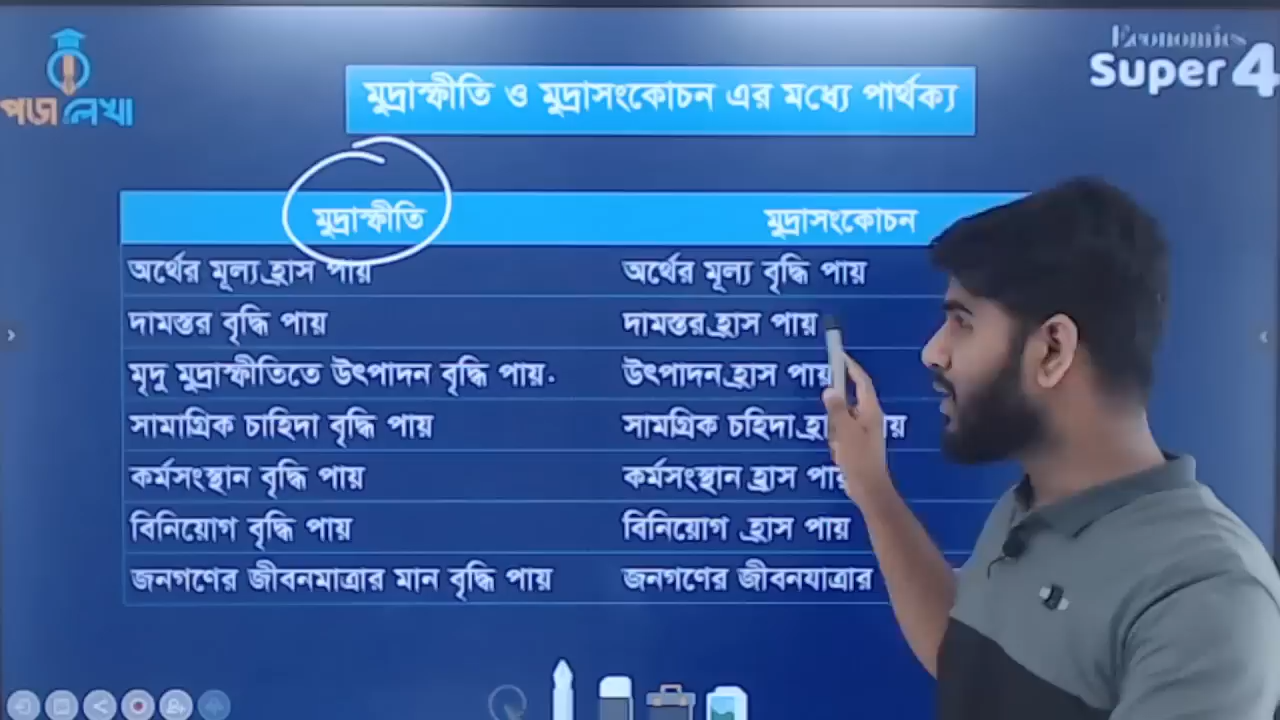 পড়ালেখা
Economics
Super 4
মুদ্রাস্ফীতি ও মুদ্রাসংকোচন এর মধ্যে পার্থক্য
মুদ্রাস্ফীতি মুদ্রাসংকোচন
অর্থের মূল্য হ্রাস পায় অর্থের মূল্য বৃদ্ধি পায়
দামস্তর বৃদ্ধি পায় দামস্তর হ্রাস পায়
মৃদু মুদ্রাস্ফীতিতে উৎপাদন বৃদ্ধি পায়. উৎপাদন হ্রাস পায়
সামাগ্রিক চাহিদা বৃদ্ধি পায় সামগ্রিক চহিদা
কর্মসংস্থান বৃদ্ধি পায় কর্মসংস্থান হ্রাস পায়
বিনিয়োগ বৃদ্ধি পায় বিনিয়োগ হ্রাস পায়
জনগণের জীবনমাত্রার মান বৃদ্ধি পায় জনগণের জীবনযাত্রার